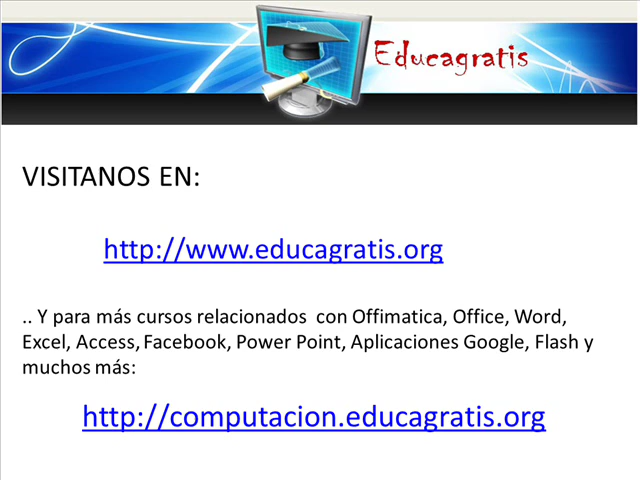 Educagratis
VISITANOS EN:
http://www.educagratis.org
.. Y para más cursos relacionados con Offimatica, Office, Word,
Excel, Access, Facebook, Power Point, Aplicaciones Google, Flash y
muchos más:
http://computacion.educagratis.org